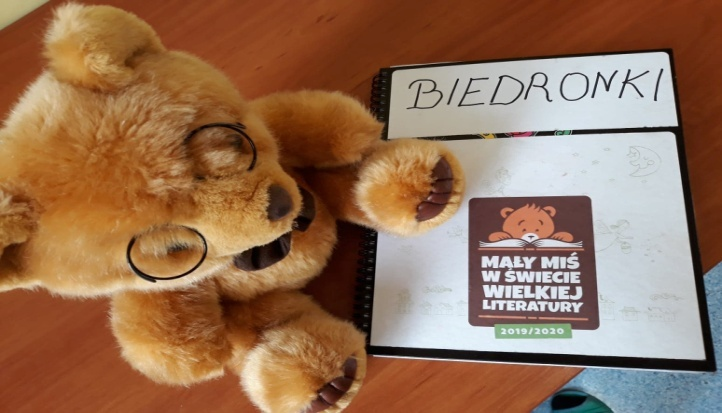 BIEDRONKI
MAŁY MIŚ
W ŚWIECIE
WIELKIEJ
LITERATURY
2019/2020